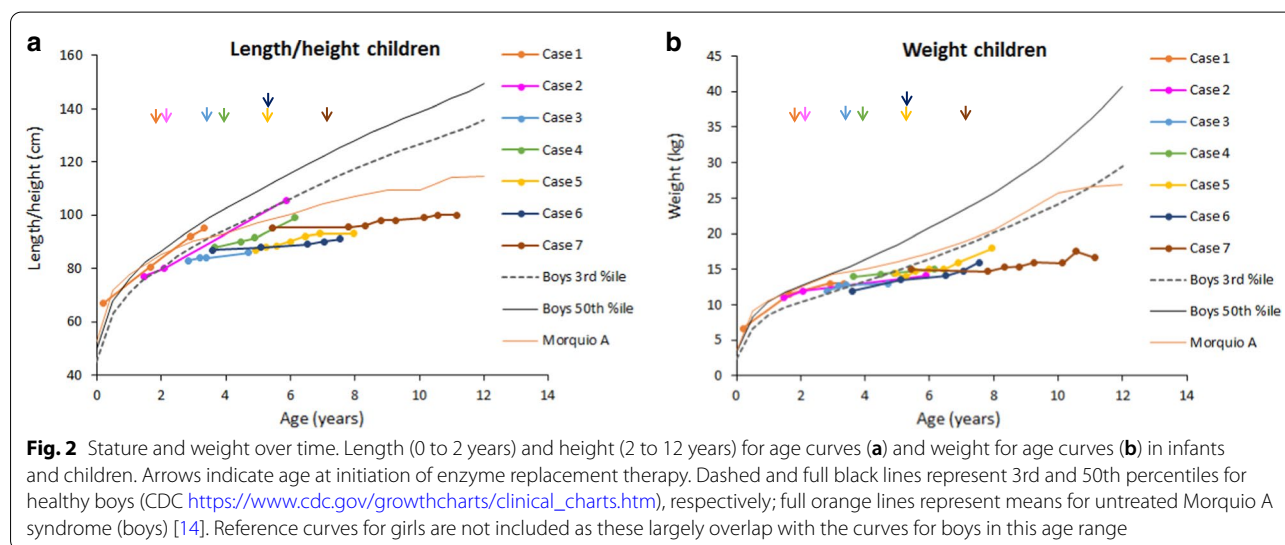 a
Length/height children
160
140
120
100
80
60
40
Length/height (cm)
0 2 4 6 8 10 12 14
Age (years)
Case 1
Case 2
Case 3
Case 4
Case 5
Case 6
Case 7
Boys 3rd %ile
Boys 50th %ile
Morquio A
b
Weight children
45
40
35
30
25
20
15
10
5
0
Weight (kg)
0 2 4 6 8 10 12 14
Age (years)
Case 1
Case 2
Case 3
Case 4
Case 5
Case 6
Case 7
Boys 3rd %ile
Boys 50th %ile
Morquio A
Fig. 2 Stature and weight over time. Length (0 to 2 years) and height (2 to 12 years) for age curves (a) and weight for age curves (b) in infants
and children. Arrows indicate age at initiation of enzyme replacement therapy. Dashed and full black lines represent 3rd and 50th percentiles for
healthy boys (CDC https://www.cdc.gov/growthcharts/clinical_charts.htm), respectively; full orange lines represent means for untreated Morquio A
syndrome (boys) [14]. Reference curves for girls are not included as these largely overlap with the curves for boys in this age range